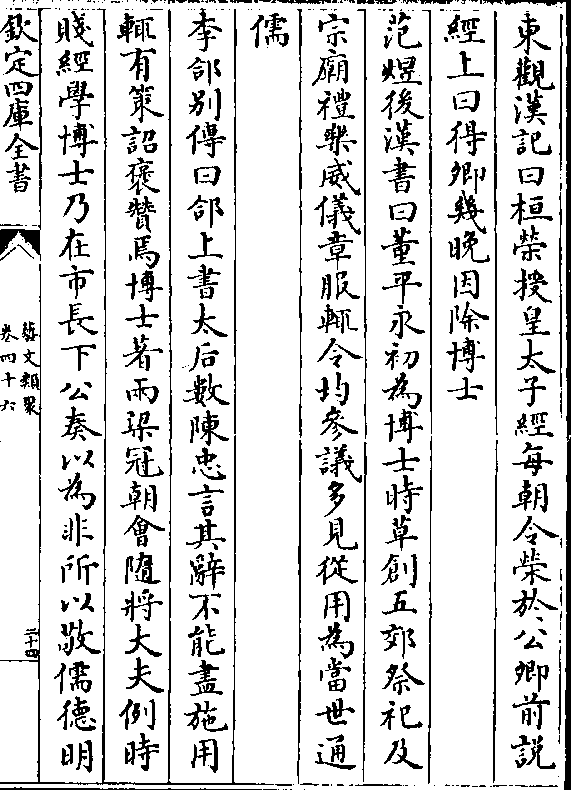 東觀漢記曰桓榮授皇太子經每朝令榮於公卿前説
經上曰得卿幾晚因除博士
范煜後漢書曰董平永初為博士時草創五郊祭祀及
宗廟禮樂威儀章服輒令均參議多見從用為當世通
儒
李郃别傳曰郃上書太后數陳忠言其辭不能盡施用
輒有策詔褒贊焉博士著兩梁冠朝會隨將大夫例時
賤經學博士乃在市長下公奏以為非所以敬儒德明
欽定四庫全書
藝文類聚
卷四十六
二十四